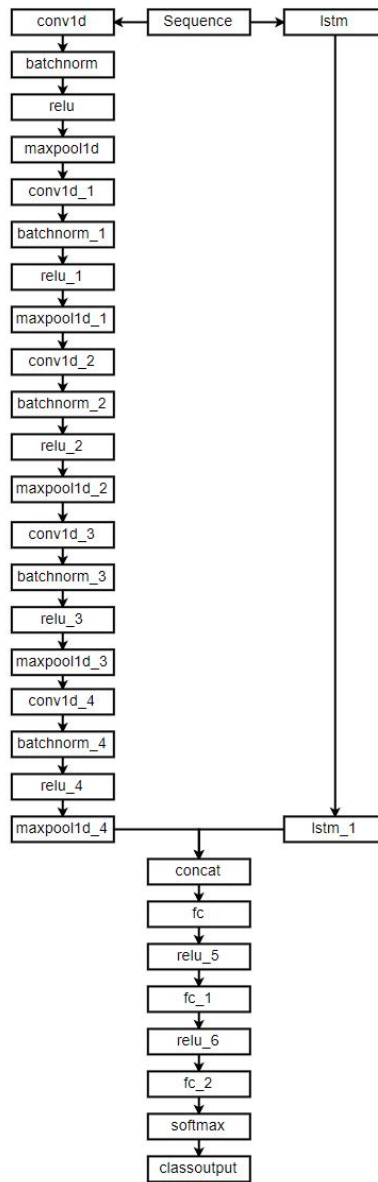 conv1d Sequence lstm
batchnorm
relu
maxpool1d
conv1d_1
batchnorm_1
relu_1
maxpool1d_1
conv1d_2
batchnorm_2
relu_2
maxpool1d_2
conv1d_3
batchnorm_3
relu_3
maxpool1d_3
conv1d_4
batchnorm_4
relu_4
maxpool1d_4 lstm_1
concat
fc
relu_5
fc_1
relu_6
fc_2
softmax
classoutput